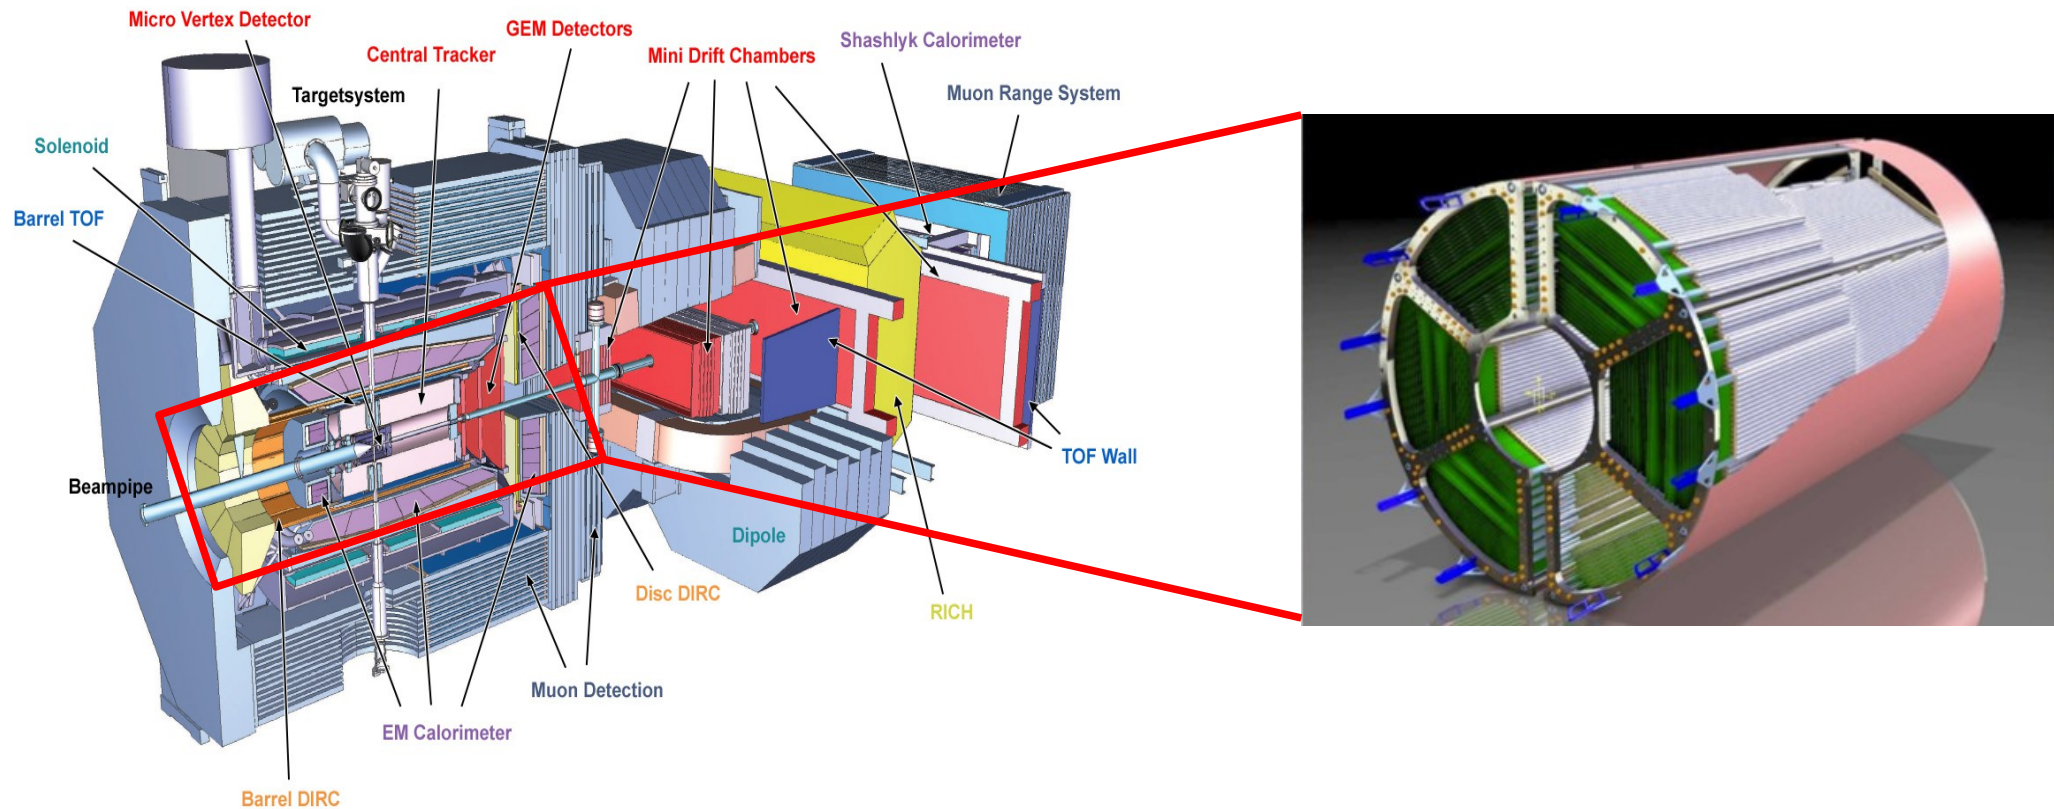 Micro Vertex Detector
GEM Detectors
Central Tracker
Mini Drift Chambers
Shashlyk Calorimeter
Targetsystem
Muon Range System
Solenoid
Barrel TOF
TOF Wall
Beampipe
Dipole
Disc DIRC
RICH
Muon Detection
EM Calorimeter
Barrel DIRC